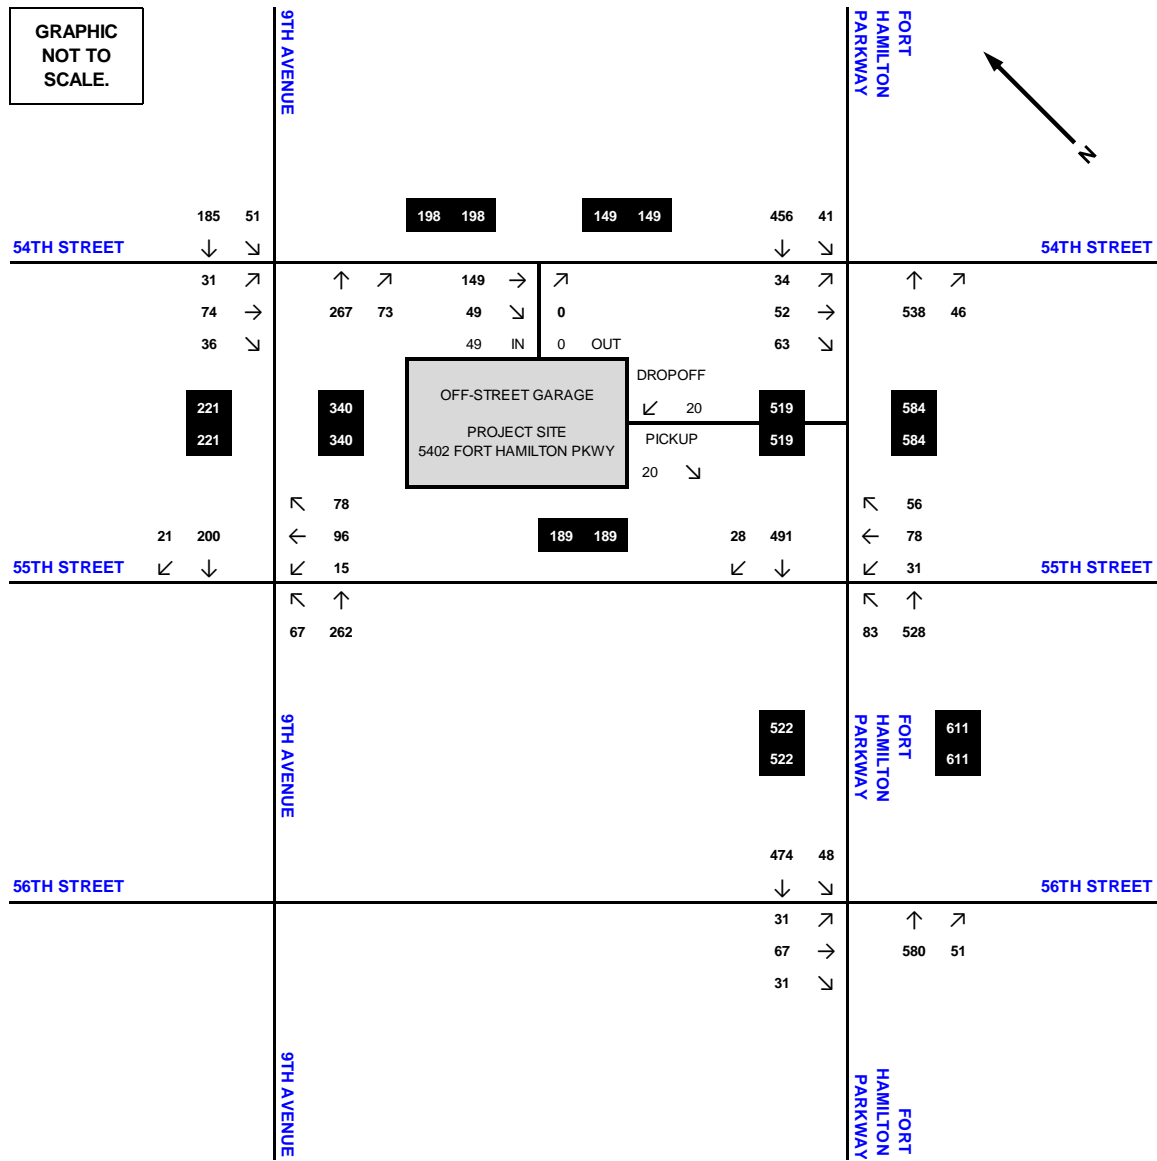 GRAPHIC
NOT TO
SCALE.
9TH AVENUE
FORT
HAMILTON
PARKWAY
N
185 51
198 198
149 149
456 41
54TH STREET
↓ ↘
↓ ↘
54TH STREET
31 ↗
↑ ↗
149 → ↗
34 ↗
↑ ↗
74 →
267 73
49 ↘ 0
52 →
538 46
36 ↘
49 IN 0 OUT
63 ↘
DROPOFF
OFF-STREET GARAGE
221
340
↙ 20
519
584
PROJECT SITE
221
340
PICKUP
519
584
5402 FORT HAMILTON PKWY
20 ↘
↖ 78
↖ 56
21 200
← 96
189 189
28 491
← 78
55TH STREET
↙ ↓
↙ 15
↙ ↓
↙ 31
55TH STREET
↖ ↑
↖ ↑
67 262
83 528
9TH AVENUE
FORT
HAMILTON
PARKWAY
522
611
522
611
474 48
56TH STREET
↓ ↘
56TH STREET
31 ↗
↑ ↗
67 →
580 51
31 ↘
9TH AVENUE
FORT
HAMILTON
PARKWAY